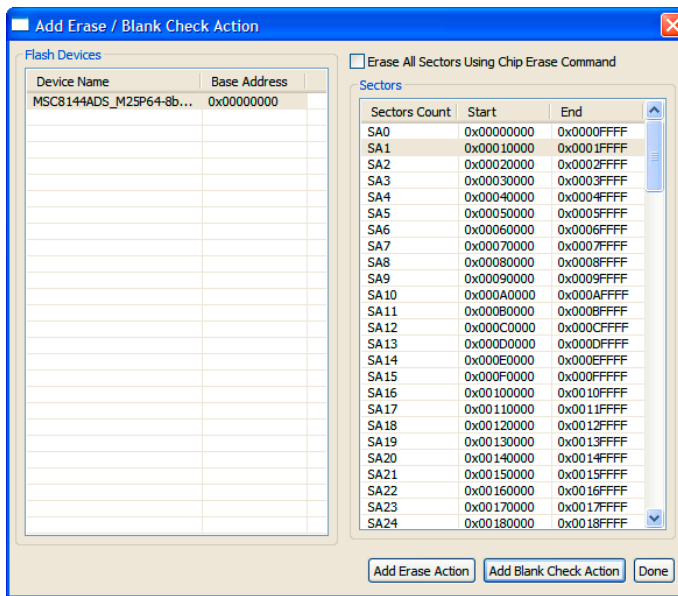 Add Erase / Blank Check Action
Flash Devices
Device Name Base Address
MSC8144ADS_M25P64-8b... 0x00000000
Erase All Sectors Using Chip Erase Command
Sectors
Sectors Count Start End
SA0 0x00000000 0x0000FFFF
SA1 0x00010000 0x0001FFFF
SA2 0x00020000 0x0002FFFF
SA3 0x00030000 0x0003FFFF
SA4 0x00040000 0x0004FFFF
SA5 0x00050000 0x0005FFFF
SA6 0x00060000 0x0006FFFF
SA7 0x00070000 0x0007FFFF
SA8 0x00080000 0x0008FFFF
SA9 0x00090000 0x0009FFFF
SA10 0x000A0000 0x000AFFFF
SA11 0x000B0000 0x000BFFFF
SA12 0x000C0000 0x000CFFFF
SA13 0x000D0000 0x000DFFFF
SA14 0x000E0000 0x000EFFFF
SA15 0x000F0000 0x000FFFFF
SA16 0x00100000 0x0010FFFF
SA17 0x00110000 0x0011FFFF
SA18 0x00120000 0x0012FFFF
SA19 0x00130000 0x0013FFFF
SA20 0x00140000 0x0014FFFF
SA21 0x00150000 0x0015FFFF
SA22 0x00160000 0x0016FFFF
SA23 0x00170000 0x0017FFFF
SA24 0x00180000 0x0018FFFF
Add Erase Action Add Blank Check Action Done